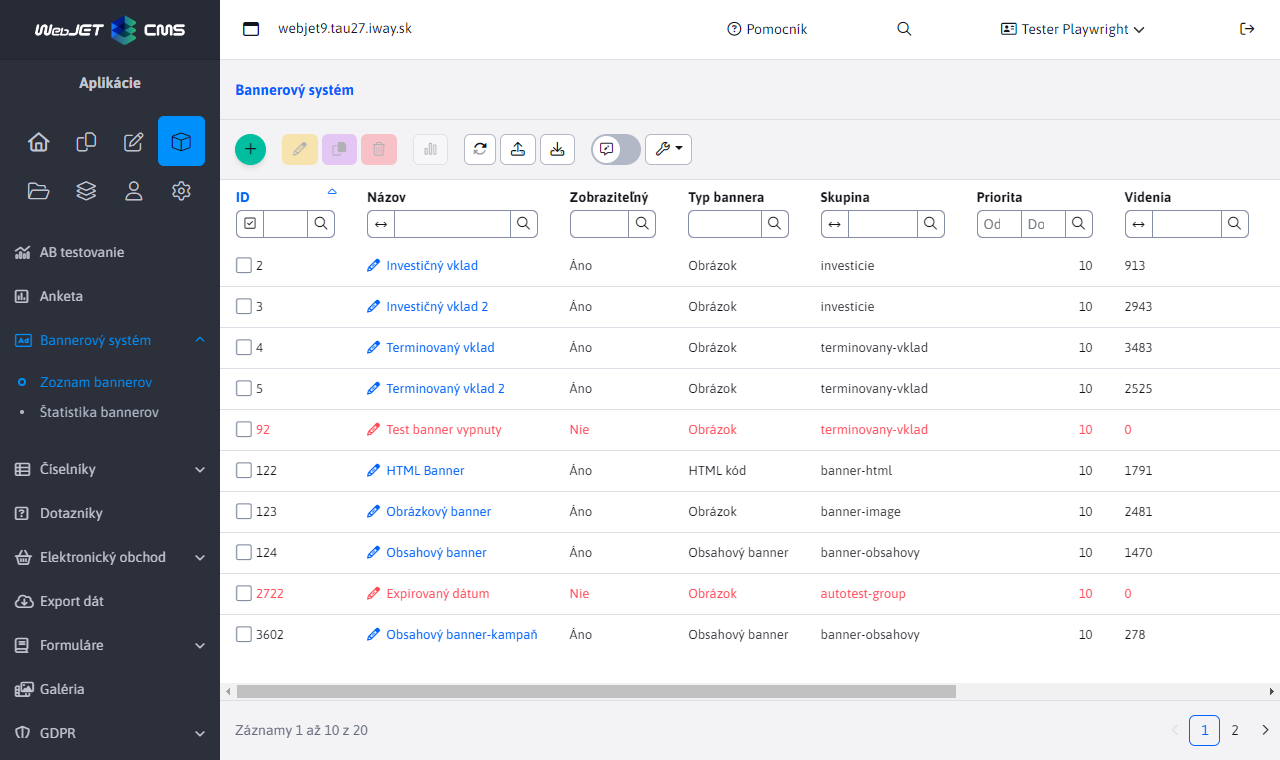 WebJET CMS
webjet9.tau27.iway.sk
Pomocník
Tester Playwright
Aplikácie
AB testovanie
Anketa
Bannerový systém
Zoznam bannerov
Štatistika bannerov
Číselníky
Dotazníky
Elektronický obchod
Export dát
Formuláre
Galéria
GDPR
Bannerový systém
ID Názov Zobraziteľný Typ bannera Skupina Priorita Videnia
Od Do
2 Investičný vklad Áno Obrázok investicie 10 913
3 Investičný vklad 2 Áno Obrázok investicie 10 2943
4 Terminovaný vklad Áno Obrázok terminovany-vklad 10 3483
5 Terminovaný vklad 2 Áno Obrázok terminovany-vklad 10 2525
92 Test banner vypnuty Nie Obrázok terminovany-vklad 10 0
122 HTML Banner Áno HTML kód banner-html 10 1791
123 Obrázkový banner Áno Obrázok banner-image 10 2481
124 Obsahový banner Áno Obsahový banner banner-obsahovy 10 1470
2722 Expirovaný dátum Nie Obrázok autotest-group 10 0
3602 Obsahový banner-kampaň Áno Obsahový banner banner-obsahovy 10 278
Záznamy 1 až 10 z 20
1 2